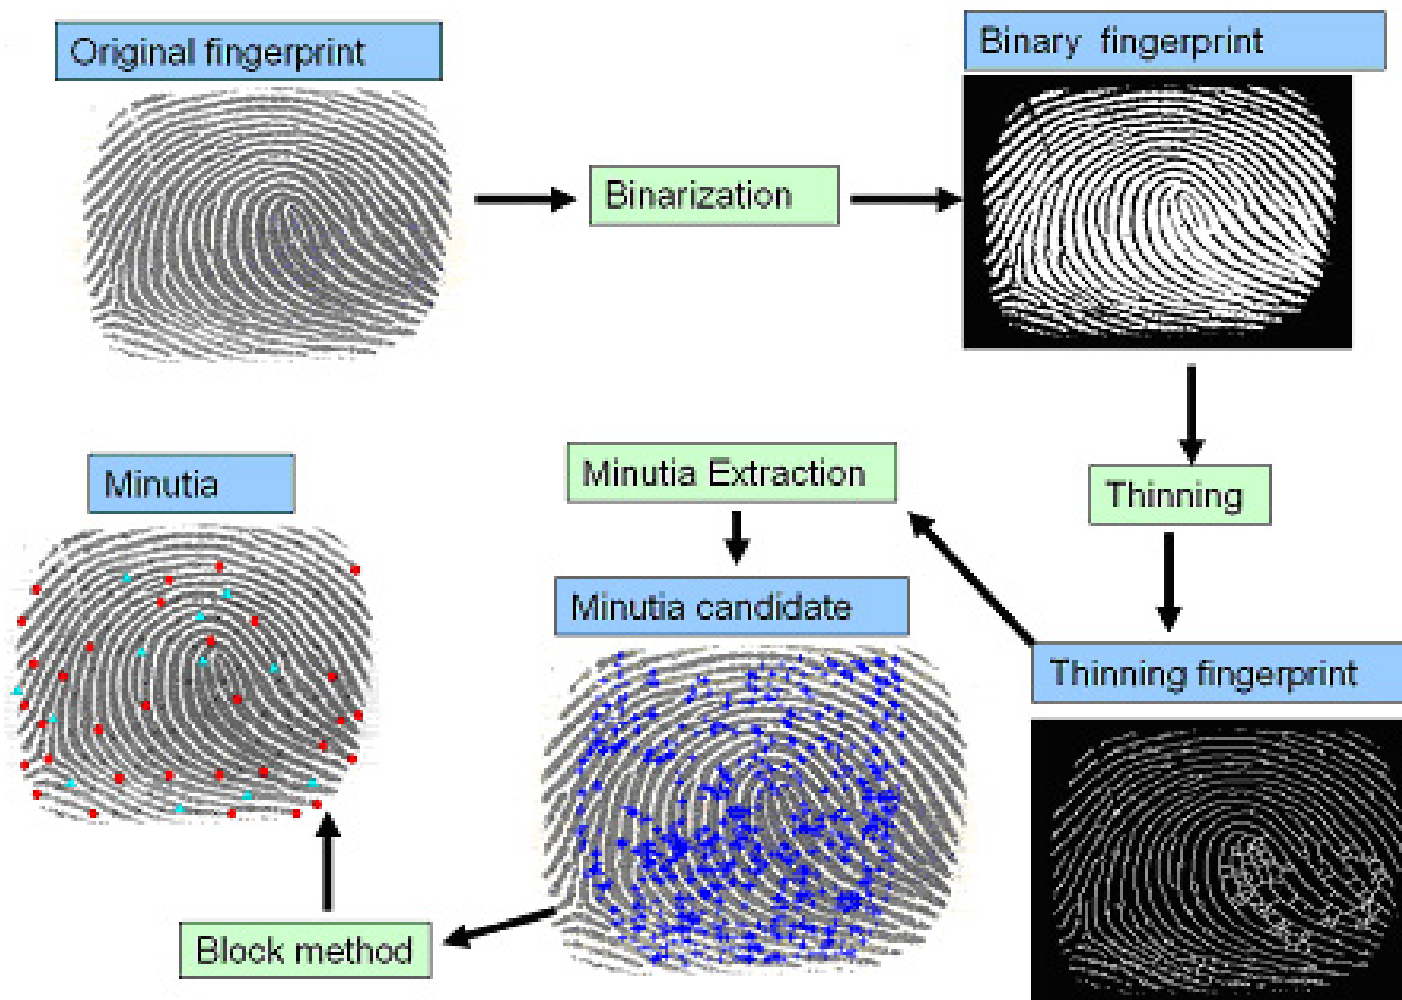 Original fingerprint
Binary fingerprint
Binarization
Minutia
Minutia Extraction
Thinning
Minutia candidate
Thinning fingerprint
Block method